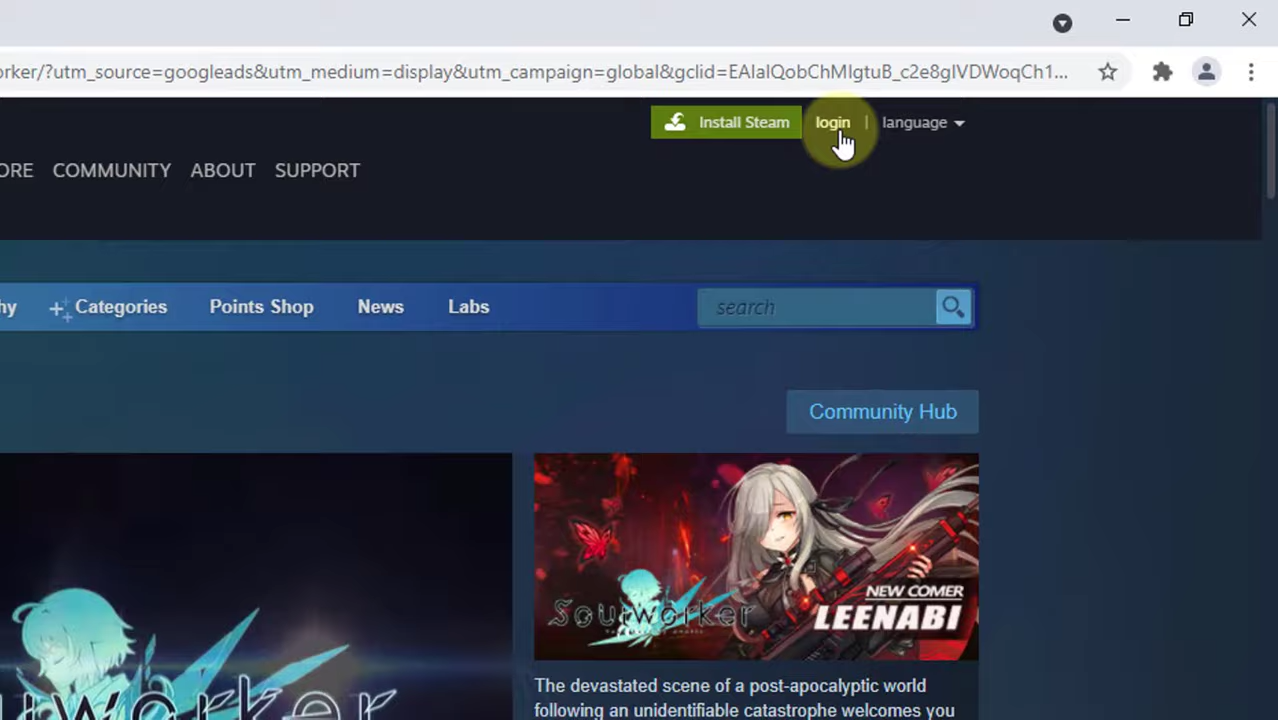 rker/?utm_source=googleads&utm_medium=display&utm_campaign=global&gclid=EAIaIQobChMIgtuB_c2e8gIVDWoqCh1...
Install Steam login | language
ORE COMMUNITY ABOUT SUPPORT
hy Categories Points Shop News Labs search
Community Hub
Soulworker
NEW COMER
LEENABI
The devastated scene of a post-apocalyptic world
following an unidentifiable catastrophe welcomes you